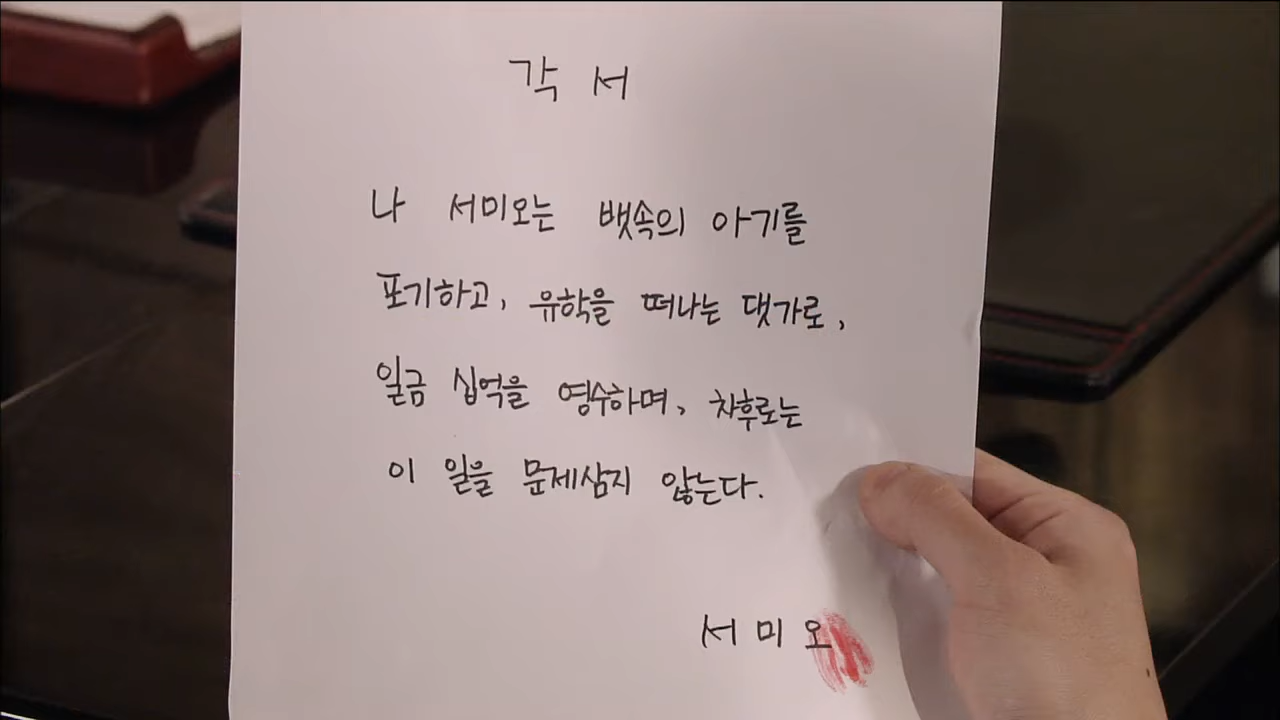 각 서
나 서미오는 뱃속의 아기를
포기하고, 유학을 떠나는 댓가로,
일금 십억을 영수하며, 차후로는
이 일을 문제삼지 않는다.
서 미 오